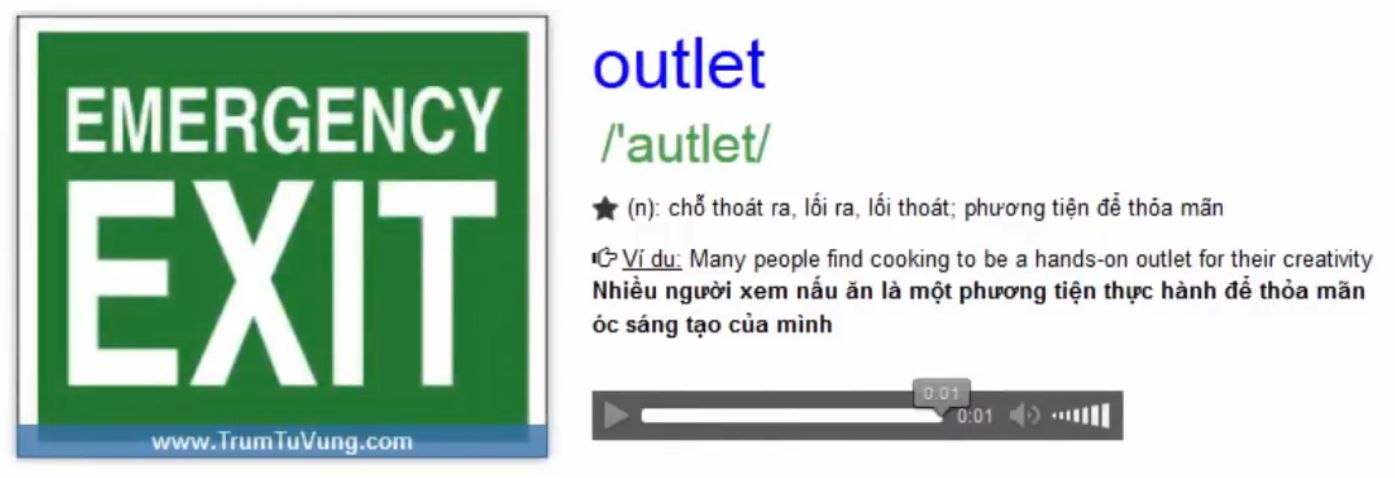 EMERGENCY
EXIT
www.TrumTuVung.com
outlet
/'autlet/
(n): chỗ thoát ra, lối ra, lối thoát; phương tiện để thỏa mãn
Ví dụ: Many people find cooking to be a hands-on outlet for their creativity
Nhiều người xem nấu ăn là một phương tiện thực hành để thỏa mãn
óc sáng tạo của mình
0:01
0:01